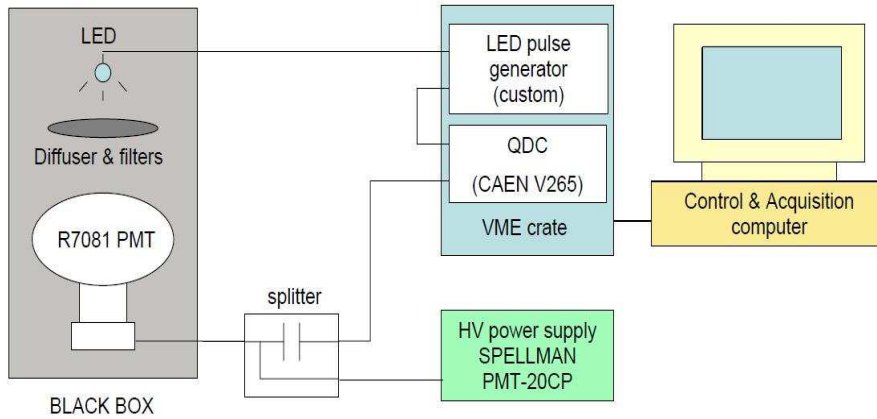 LED
Diffuser & filters
R7081 PMT
BLACK BOX
splitter
LED pulse
generator
(custom)
QDC
(CAEN V265)
VME crate
HV power supply
SPELLMAN
PMT-20CP
Control & Acquisition
computer